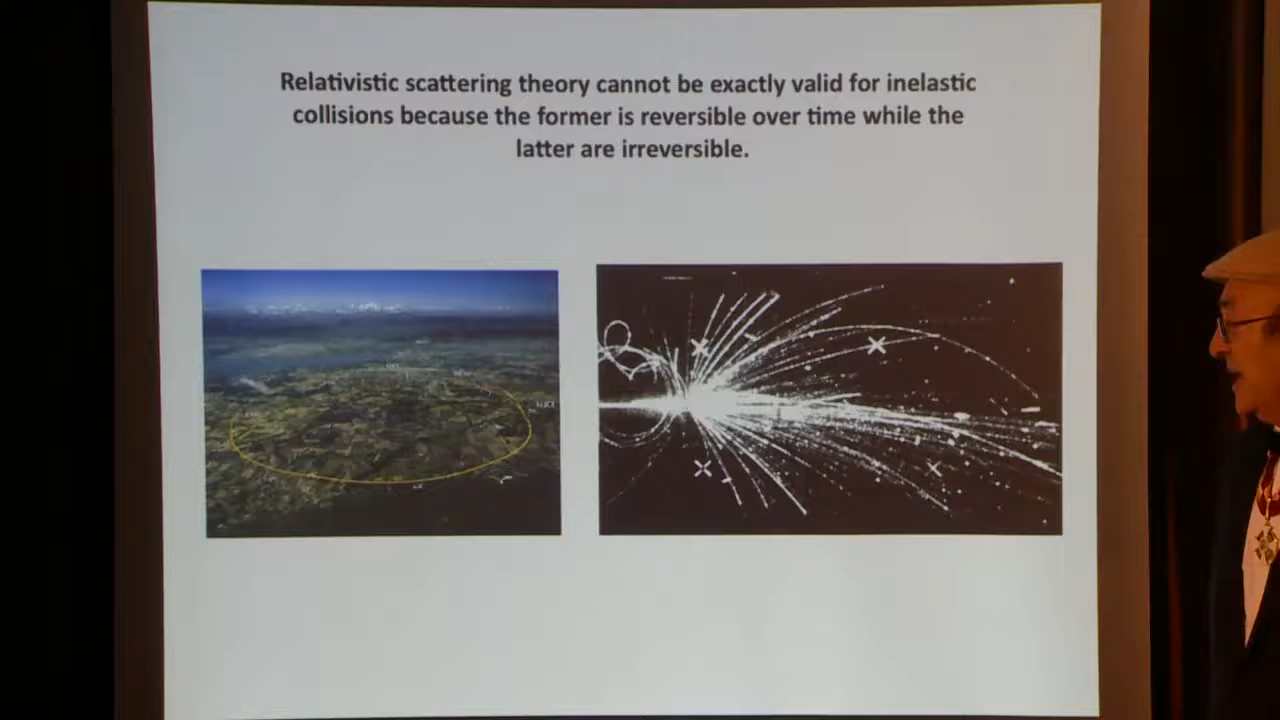 Relativistic scattering theory cannot be exactly valid for inelastic
collisions because the former is reversible over time while the
latter are irreversible.